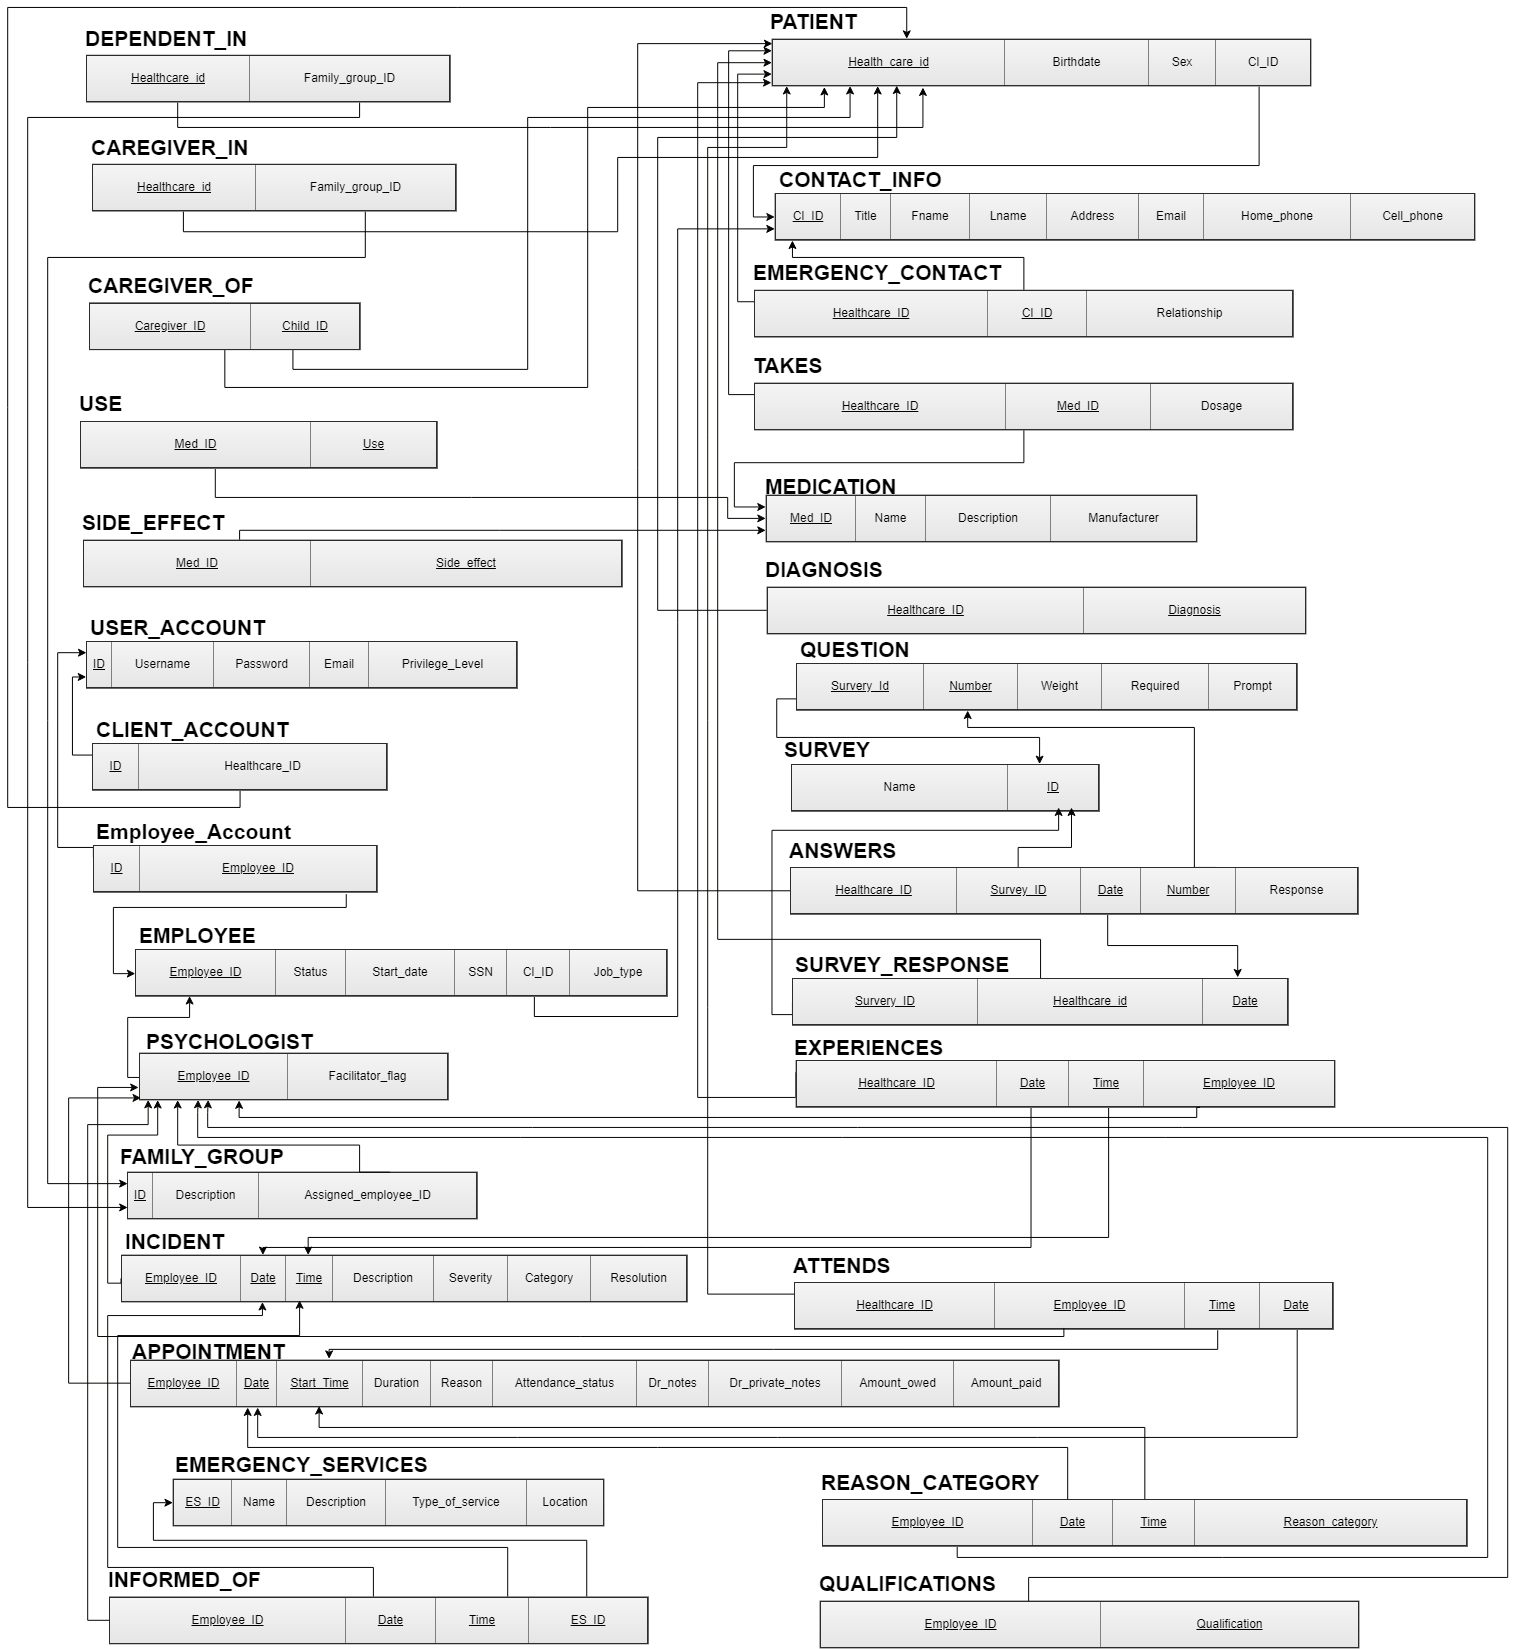 PATIENT
Health_care_id Birthdate Sex CI_ID
DEPENDENT_IN
Healthcare_id Family_group_ID
CAREGIVER_IN
Healthcare_id Family_group_ID
CONTACT_INFO
CI_ID Title Fname Lname Address Email Home_phone Cell_phone
EMERGENCY_CONTACT
Healthcare_ID CI_ID Relationship
CAREGIVER_OF
Caregiver_ID Child_ID
TAKES
Healthcare_ID Med_ID Dosage
USE
Med_ID Use
MEDICATION
Med_ID Name Description Manufacturer
SIDE_EFFECT
Med_ID Side_effect
DIAGNOSIS
Healthcare_ID Diagnosis
USER_ACCOUNT
ID Username Password Email Privilege_Level
QUESTION
Survery_Id Number Weight Required Prompt
CLIENT_ACCOUNT
ID Healthcare_ID
SURVEY
Name ID
Employee_Account
ID Employee_ID
ANSWERS
Healthcare_ID Survey_ID Date Number Response
EMPLOYEE
Employee_ID Status Start_date SSN CI_ID Job_type
SURVEY_RESPONSE
Survery_ID Healthcare_id Date
PSYCHOLOGIST
Employee_ID Facilitator_flag
EXPERIENCES
Healthcare_ID Date Time Employee_ID
FAMILY_GROUP
ID Description Assigned_employee_ID
INCIDENT
Employee_ID Date Time Description Severity Category Resolution
ATTENDS
Healthcare_ID Employee_ID Time Date
APPOINTMENT
Employee_ID Date Start_Time Duration Reason Attendance_status Dr_notes Dr_private_notes Amount_owed Amount_paid
EMERGENCY_SERVICES
ES_ID Name Description Type_of_service Location
REASON_CATEGORY
Employee_ID Date Time Reason_category
INFORMED_OF
Employee_ID Date Time ES_ID
QUALIFICATIONS
Employee_ID Qualification